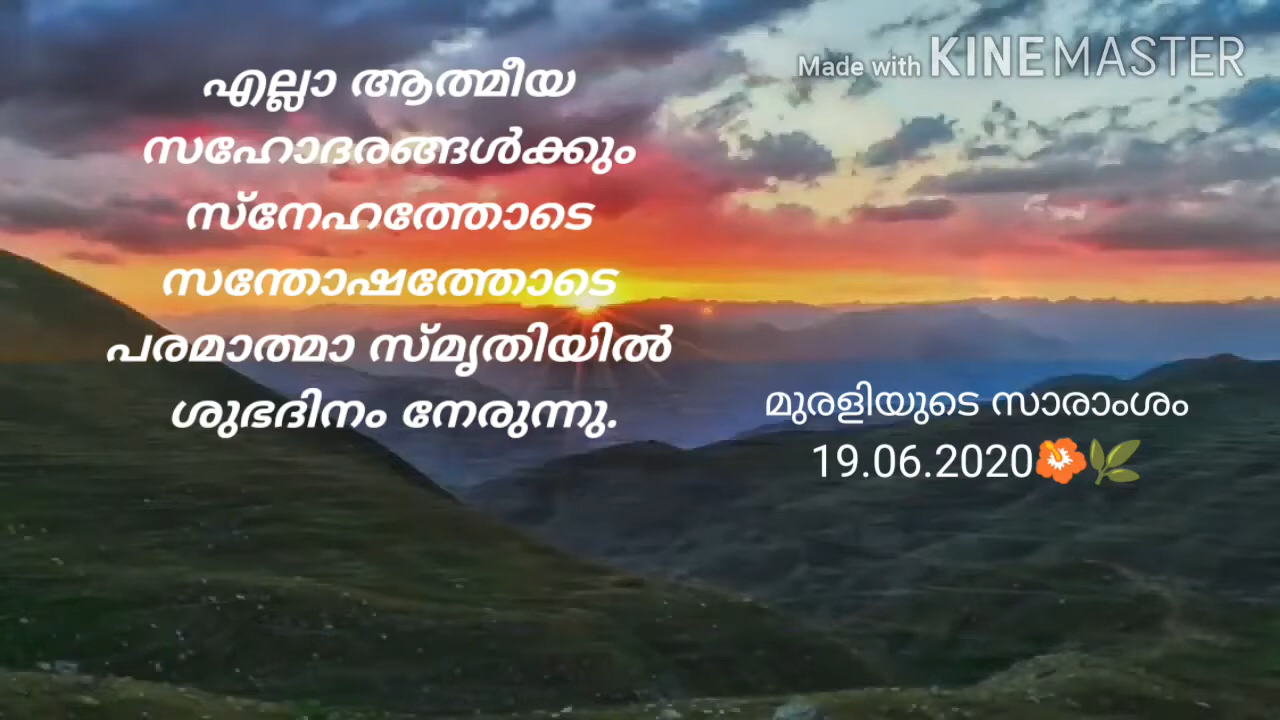 Made with KINEMASTER
എല്ലാ ആത്മീയ
സഹോദരങ്ങൾക്കും
സ്നേഹത്തോടെ
സന്തോഷത്തോടെ
പരമാത്മാ സ്മൃതിയിൽ
ശുഭദിനം നേരുന്നു.
മുരളിയുടെ സാരാംശം
19.06.2020🌺🌿